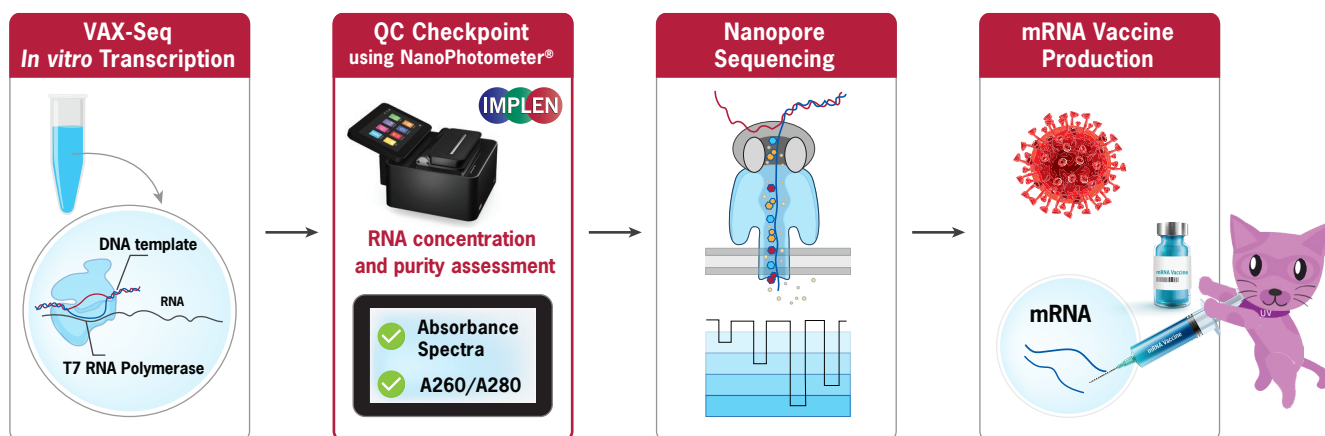 VAX-Seq
In vitro Transcription
DNA template
RNA
T7 RNA Polymerase
QC Checkpoint
using NanoPhotometer®
IMPLEN
RNA concentration
and purity assessment
Absorbance
Spectra
A260/A280
Nanopore
Sequencing
mRNA Vaccine
Production
mRNA Vaccine
mRNA
mRNA Vaccine
UV